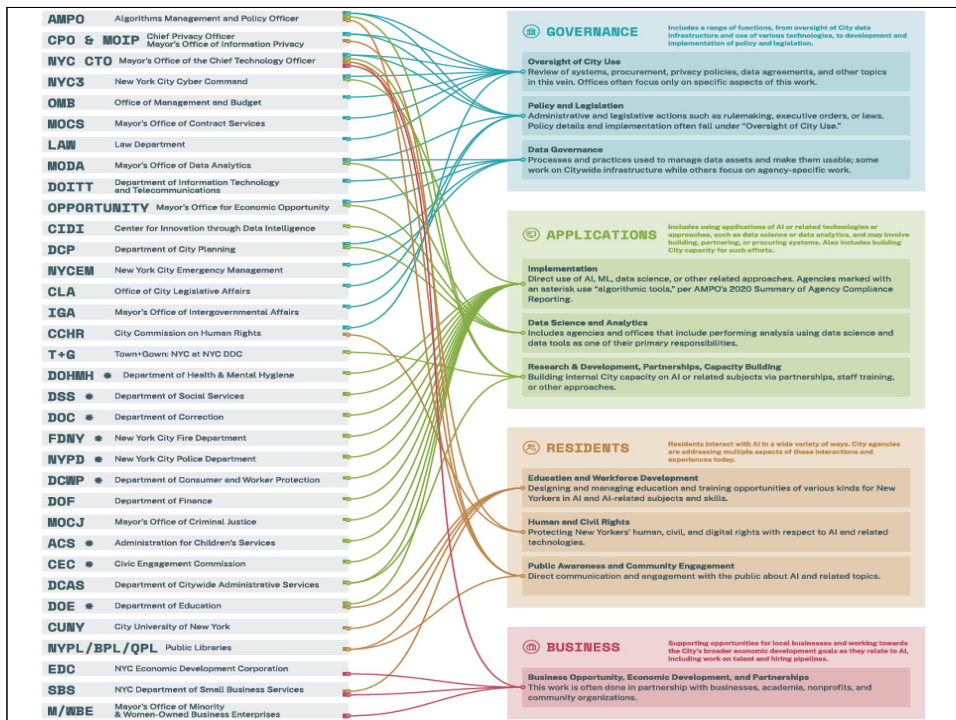 AMPO Algorithms Management and Policy Officer
CPO & MOIP Chief Privacy Officer
Mayor's Office of Information Privacy
NYC CTO Mayor's Office of the Chief Technology Officer
NYC3 New York City Cyber Command
OMB Office of Management and Budget
MOCS Mayor's Office of Contract Services
LAW Law Department
MODA Mayor's Office of Data Analytics
DOITT Department of Information Technology
and Telecommunications
OPPORTUNITY Mayor's Office for Economic Opportunity
CIDI Center for Innovation through Data Intelligence
DCP Department of City Planning
NYCEM New York City Emergency Management
CLA Office of City Legislative Affairs
IGA Mayor's Office of Intergovernmental Affairs
CCHR City Commission on Human Rights
T+G Town+Gown: NYC at NYC DDC
DOHMH * Department of Health & Mental Hygiene
DSS * Department of Social Services
DOC * Department of Correction
FDNY * New York City Fire Department
NYPD * New York City Police Department
DCWP * Department of Consumer and Worker Protection
DOF Department of Finance
MOCJ Mayor's Office of Criminal Justice
ACS * Administration for Children's Services
CEC * Civic Engagement Commission
DCAS Department of Citywide Administrative Services
DOE * Department of Education
CUNY City University of New York
NYPL/BPL/QPL Public Libraries
EDC NYC Economic Development Corporation
SBS NYC Department of Small Business Services
M/WBE Mayor's Office of Minority
& Women-Owned Business Enterprises
GOVERNANCE
Includes a range of functions, from oversight of City data
infrastructure and use of various technologies, to development and
implementation of policy and legislation.
Oversight of City Use
Review of systems, procurement, privacy policies, data agreements, and other topics
in this vein. Offices often focus only on specific aspects of this work.
Policy and Legislation
Administrative and legislative actions such as rulemaking, executive orders, or laws.
Policy details and implementation often fall under "Oversight of City Use."
Data Governance
Processes and practices used to manage data assets and make them usable; some
work on Citywide infrastructure while others focus on agency-specific work.
APPLICATIONS
Includes using applications of AI or related technologies or
approaches, such as data science or data analytics, and may involve
building, partnering, or procuring systems. Also includes building
City capacity for such efforts.
Implementation
Direct use of AI, ML, data science, or other related approaches. Agencies marked with
an asterisk use "algorithmic tools," per AMPO's 2020 Summary of Agency Compliance
Reporting.
Data Science and Analytics
Includes agencies and offices that include performing analysis using data science and
data tools as one of their primary responsibilities.
Research & Development, Partnerships, Capacity Building
Building internal City capacity on AI or related subjects via partnerships, staff training,
or other approaches.
RESIDENTS
Residents interact with AI in a wide variety of ways. City agencies
are addressing multiple aspects of these interactions and
experiences today.
Education and Workforce Development
Designing and managing education and training opportunities of various kinds for New
Yorkers in AI and AI-related subjects and skills.
Human and Civil Rights
Protecting New Yorkers' human, civil, and digital rights with respect to AI and related
technologies.
Public Awareness and Community Engagement
Direct communication and engagement with the public about AI and related topics.
BUSINESS
Supporting opportunities for local businesses and working towards
the City's broader economic development goals as they relate to AI,
including work on talent and hiring pipelines.
Business Opportunity, Economic Development, and Partnerships
This work is often done in partnership with businesses, academia, nonprofits, and
community organizations.